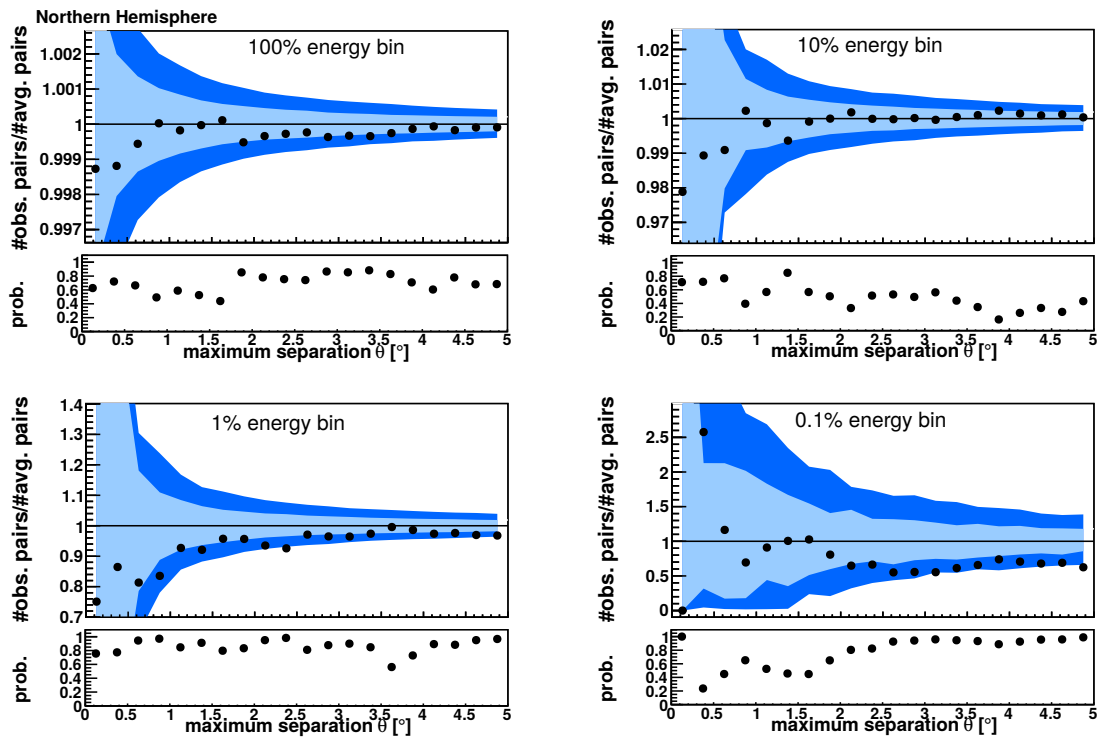 Northern Hemisphere
100% energy bin
#obs. pairs/#avg. pairs
1.002
1.001
1
0.999
0.998
0.997
prob.
1
0.8
0.6
0.4
0.2
0
0 0.5 1 1.5 2 2.5 3 3.5 4 4.5 5
maximum separation θ [°]
10% energy bin
#obs. pairs/#avg. pairs
1.02
1.01
1
0.99
0.98
0.97
prob.
1
0.8
0.6
0.4
0.2
0
0 0.5 1 1.5 2 2.5 3 3.5 4 4.5 5
maximum separation θ [°]
1% energy bin
#obs. pairs/#avg. pairs
1.4
1.3
1.2
1.1
1
0.9
0.8
0.7
prob.
1
0.8
0.6
0.4
0.2
0
0 0.5 1 1.5 2 2.5 3 3.5 4 4.5 5
maximum separation θ [°]
0.1% energy bin
#obs. pairs/#avg. pairs
2.5
2
1.5
1
0.5
0
prob.
1
0.8
0.6
0.4
0.2
0
0 0.5 1 1.5 2 2.5 3 3.5 4 4.5 5
maximum separation θ [°]